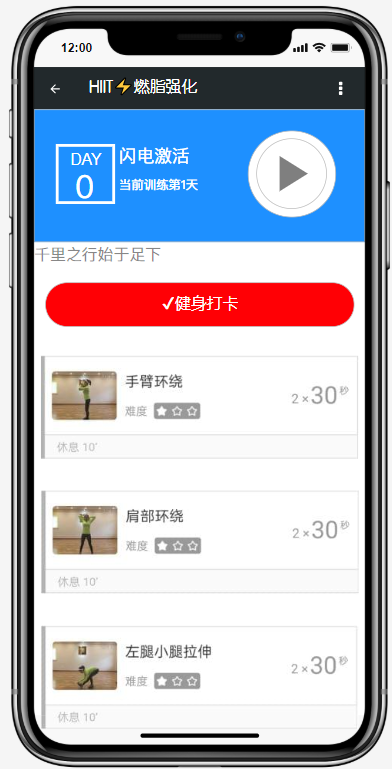 12:00
HIIT⚡燃脂强化
DAY
0
闪电激活
当前训练第1天
千里之行始于足下
✓健身打卡
手臂环绕
难度
2×30秒
休息 10'
肩部环绕
难度
2×30秒
休息 10'
左腿小腿拉伸
难度
2×30秒
休息 10'